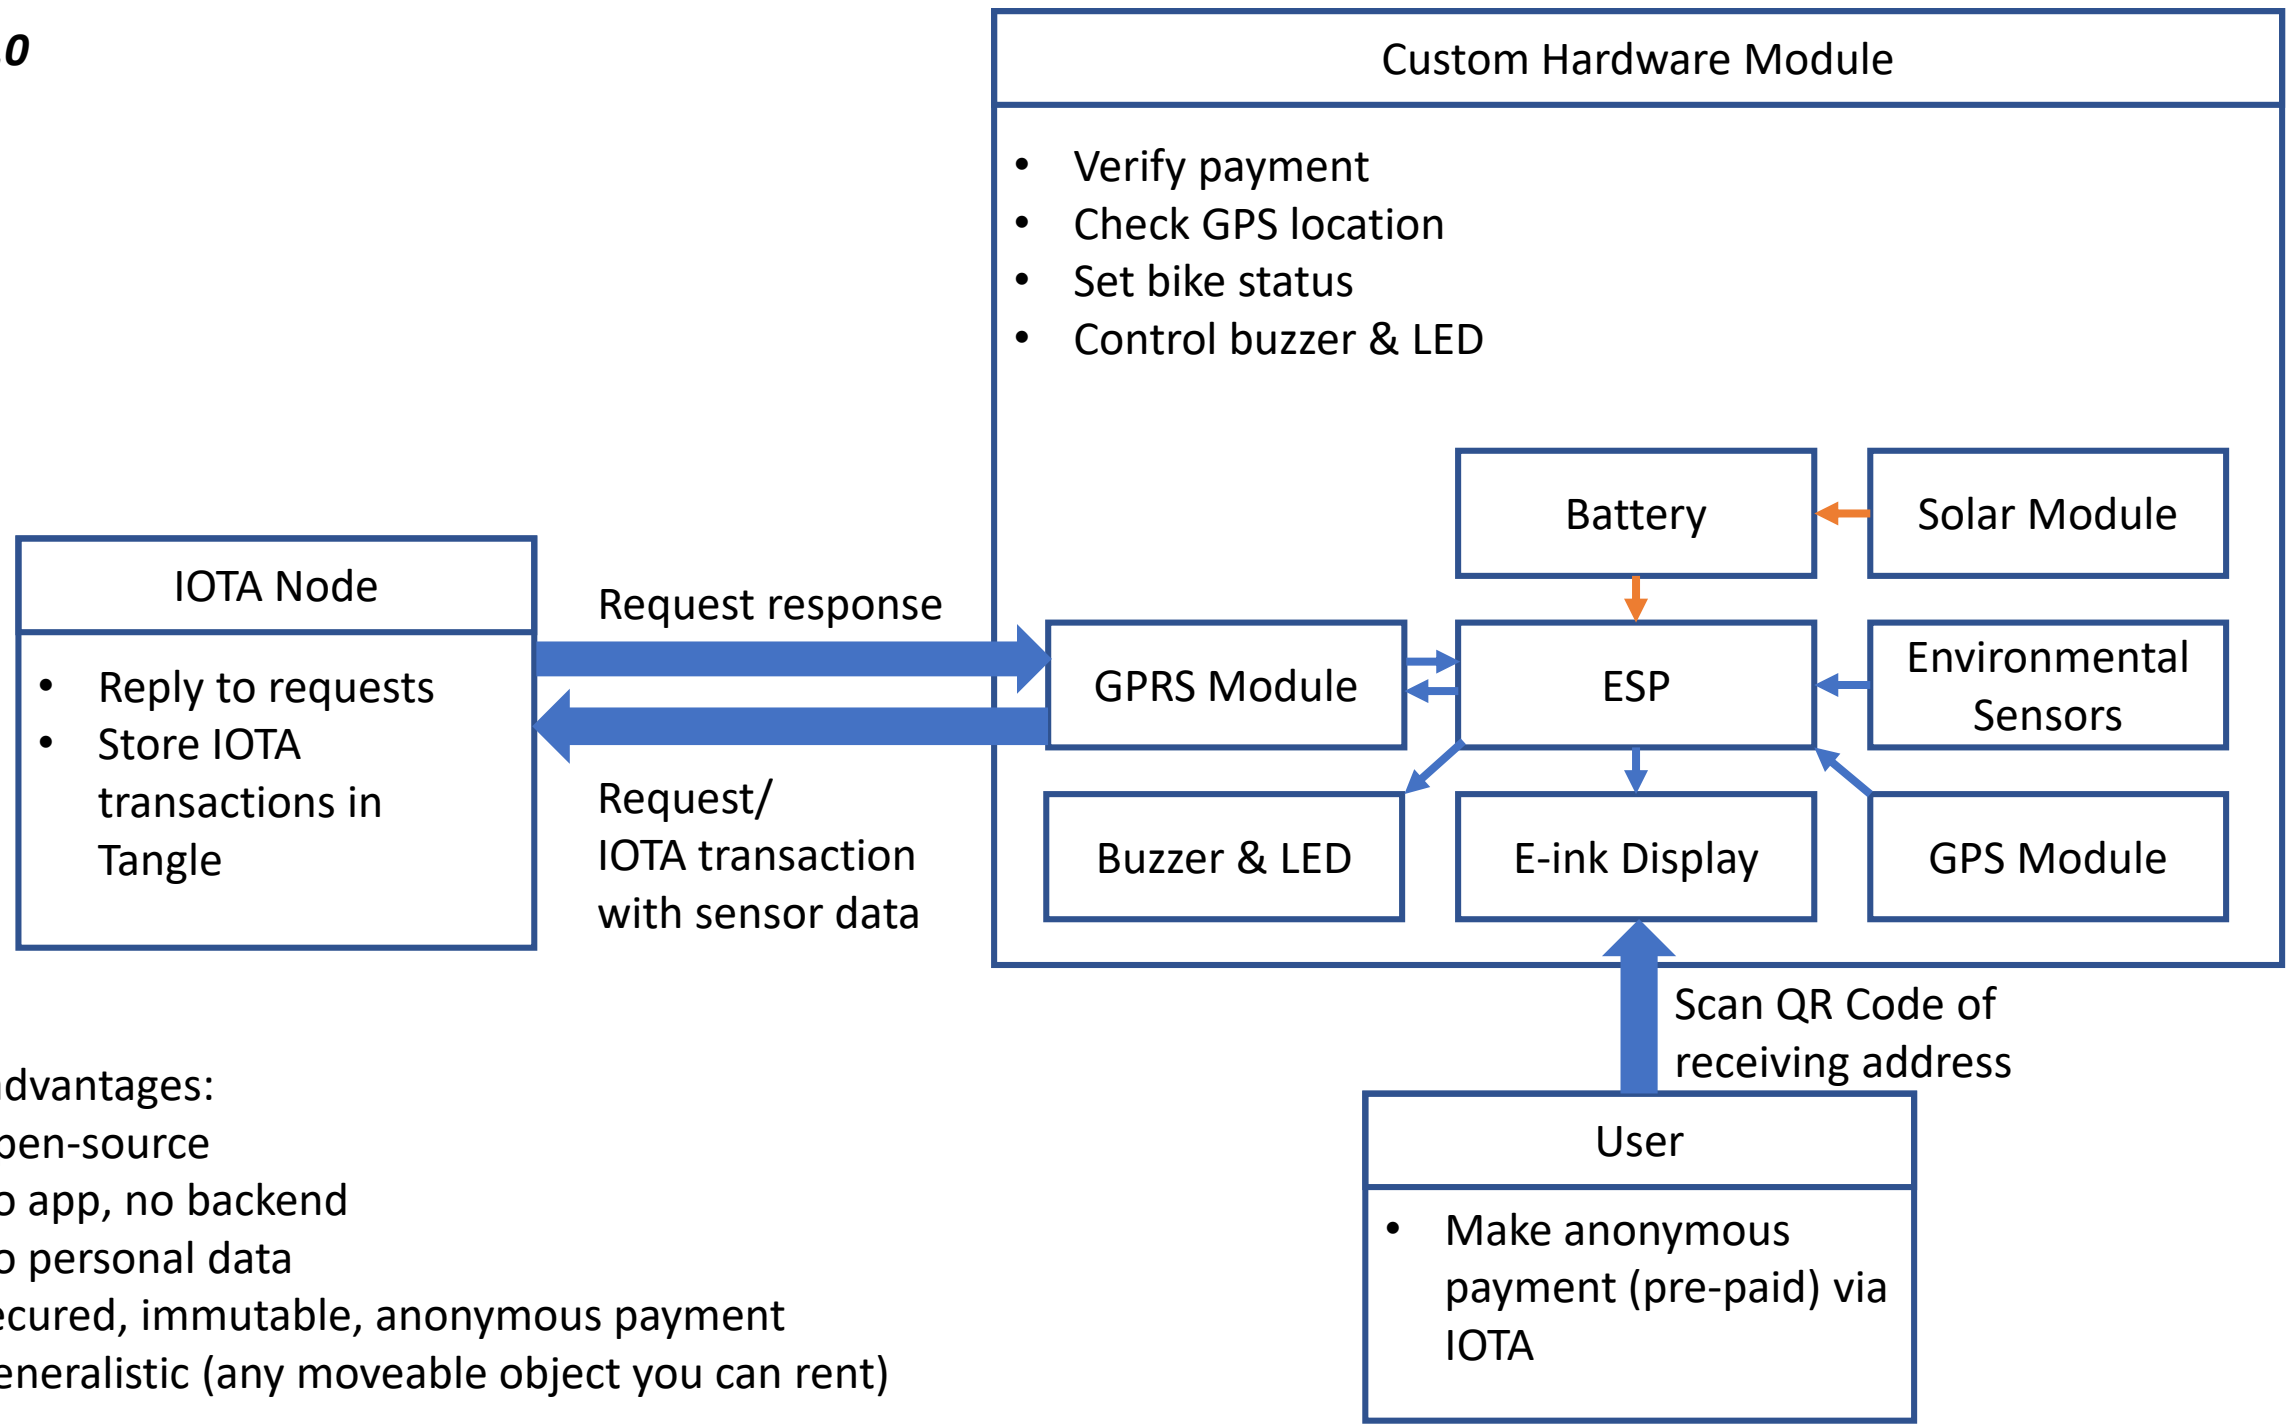 .0
Custom Hardware Module
• Verify payment
• Check GPS location
• Set bike status
• Control buzzer & LED
Battery
Solar Module
IOTA Node
• Reply to requests
• Store IOTA
transactions in
Tangle
Request response
Request/
IOTA transaction
with sensor data
GPRS Module
ESP
Environmental
Sensors
Buzzer & LED
E-ink Display
GPS Module
Scan QR Code of
receiving address
User
• Make anonymous
payment (pre-paid) via
IOTA
advantages:
pen-source
o app, no backend
o personal data
ecured, immutable, anonymous payment
eneralistic (any moveable object you can rent)